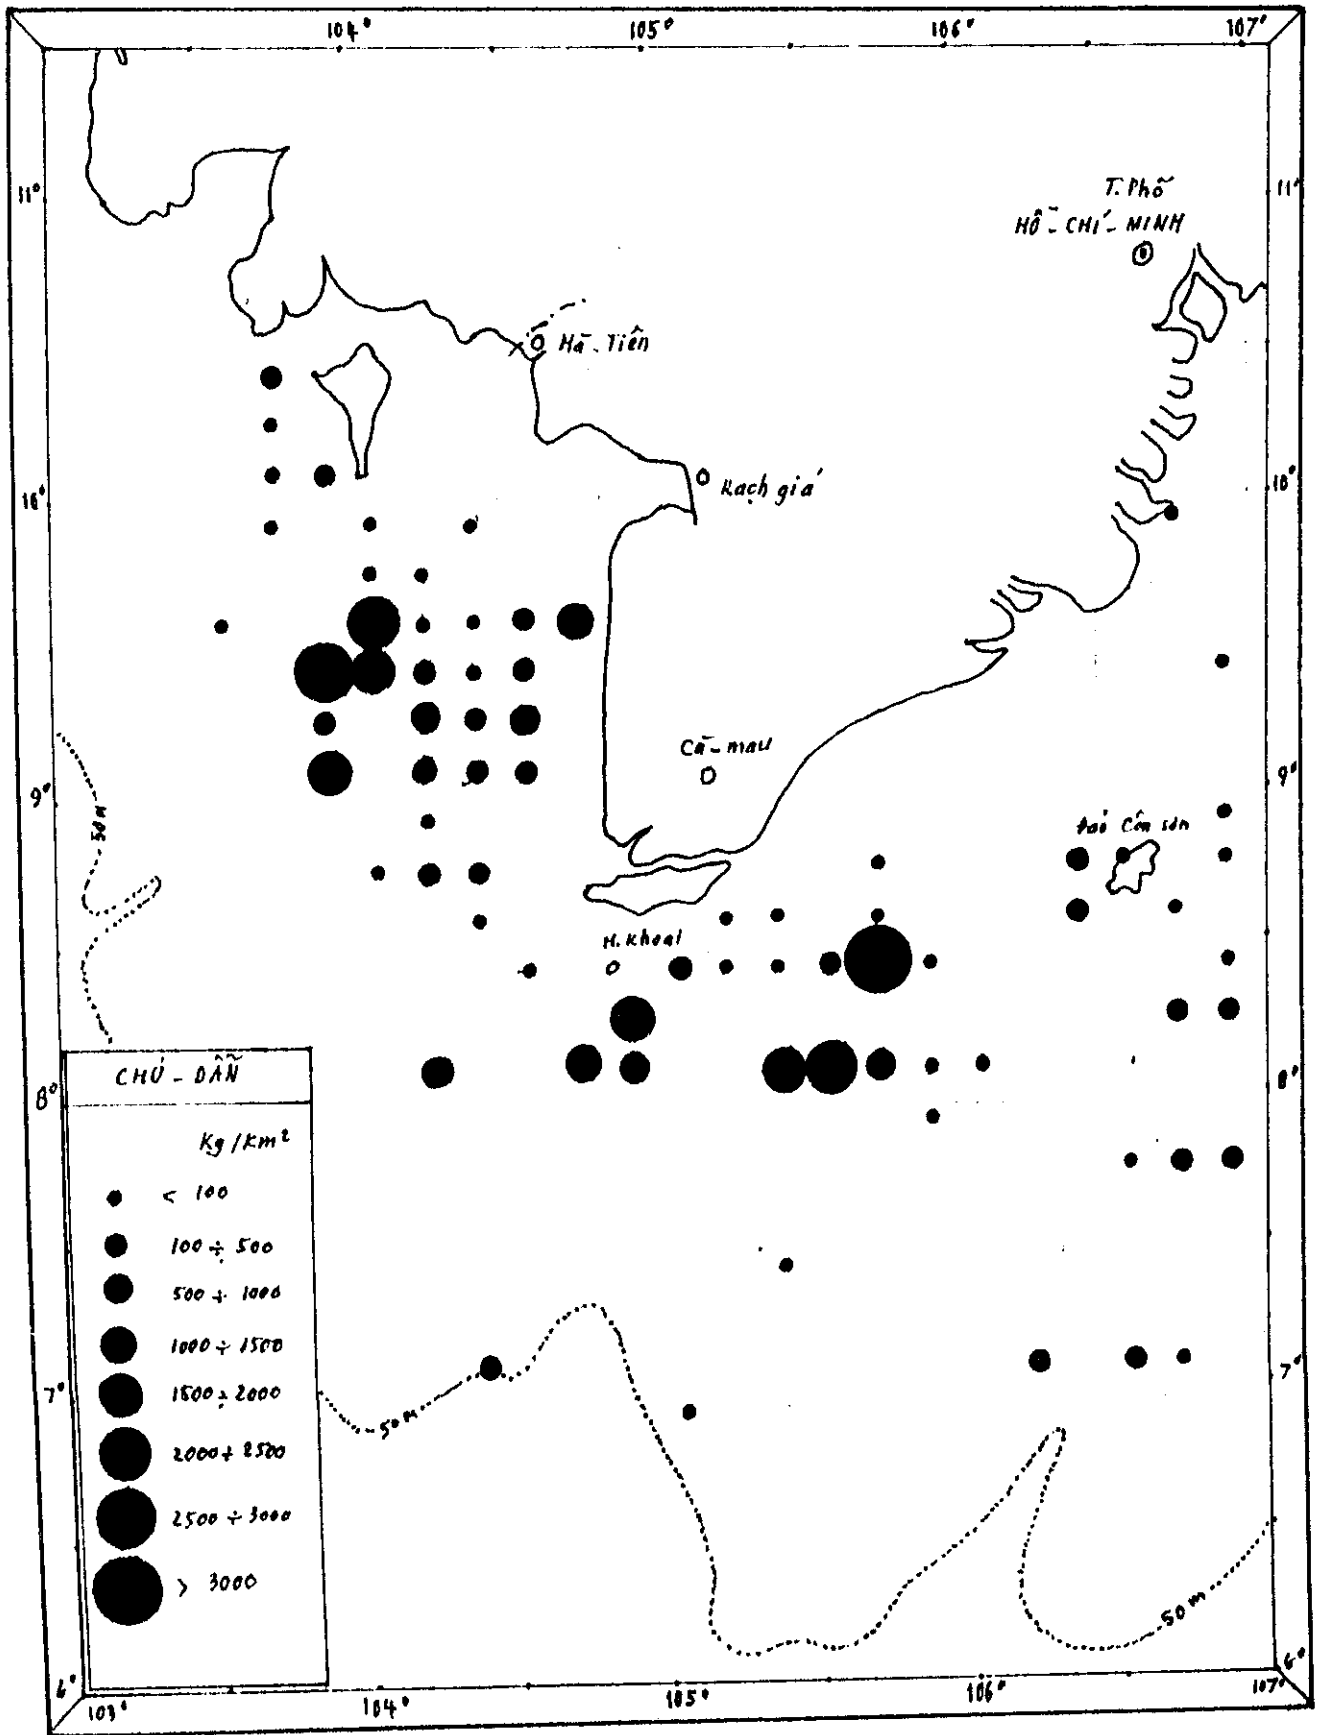 104° 105° 106° 107°
11° 11°
T. Phố
HỒ - CHÍ - MINH
Hà - Tiên
Rạch giá
10° 10°
Cà - mau
9° 9°
50m
Đảo Côn Sơn
H. Khoai
8° 8°
CHÚ - DẪN
Kg/Km²
< 100
100 ÷ 500
500 ÷ 1000
1000 ÷ 1500
1500 ÷ 2000
2000 ÷ 2500
2500 ÷ 3000
> 3000
7° 7°
50m
50m
6° 6°
103° 104° 105° 106° 107°